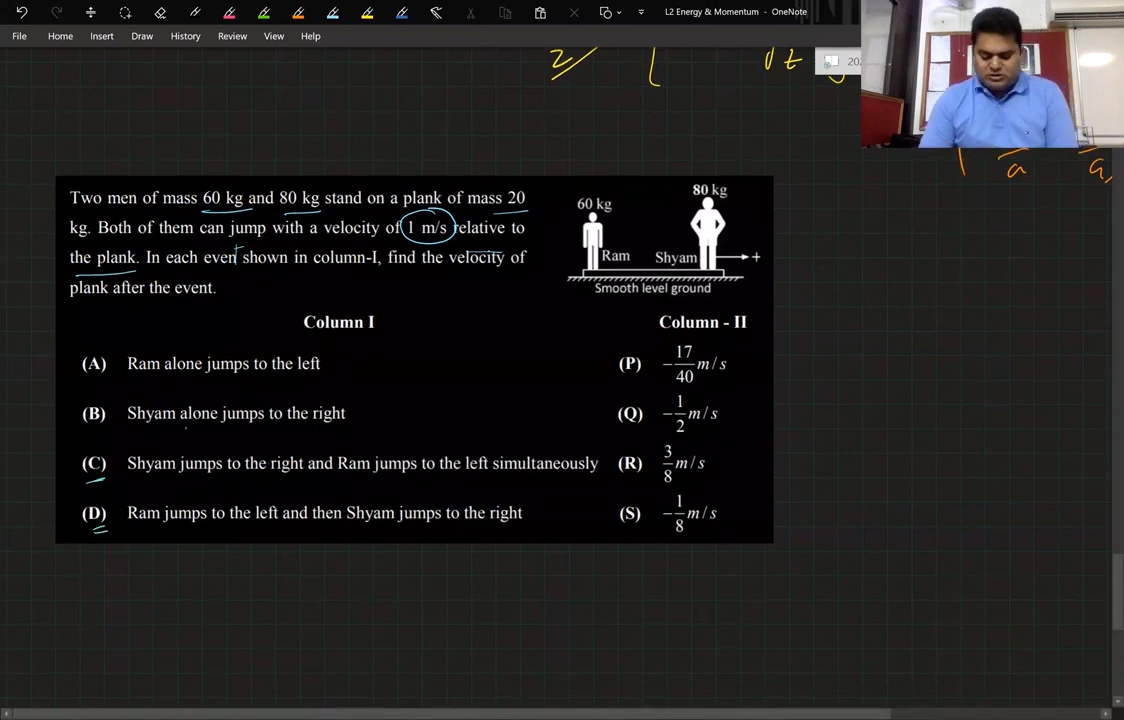 L2 Energy & Momentum - OneNote
File Home Insert Draw History Review View Help
Two men of mass 60 kg and 80 kg stand on a plank of mass 20
kg. Both of them can jump with a velocity of 1 m/s relative to
the plank. In each event shown in column-I, find the velocity of
plank after the event.
80 kg
60 kg
Ram
Shyam
+
Smooth level ground
Column I
Column - II
(A) Ram alone jumps to the left
(P) -17/40 m/s
(B) Shyam alone jumps to the right
(Q) -1/2 m/s
(C) Shyam jumps to the right and Ram jumps to the left simultaneously
(R) 3/8 m/s
(D) Ram jumps to the left and then Shyam jumps to the right
(S) -1/8 m/s